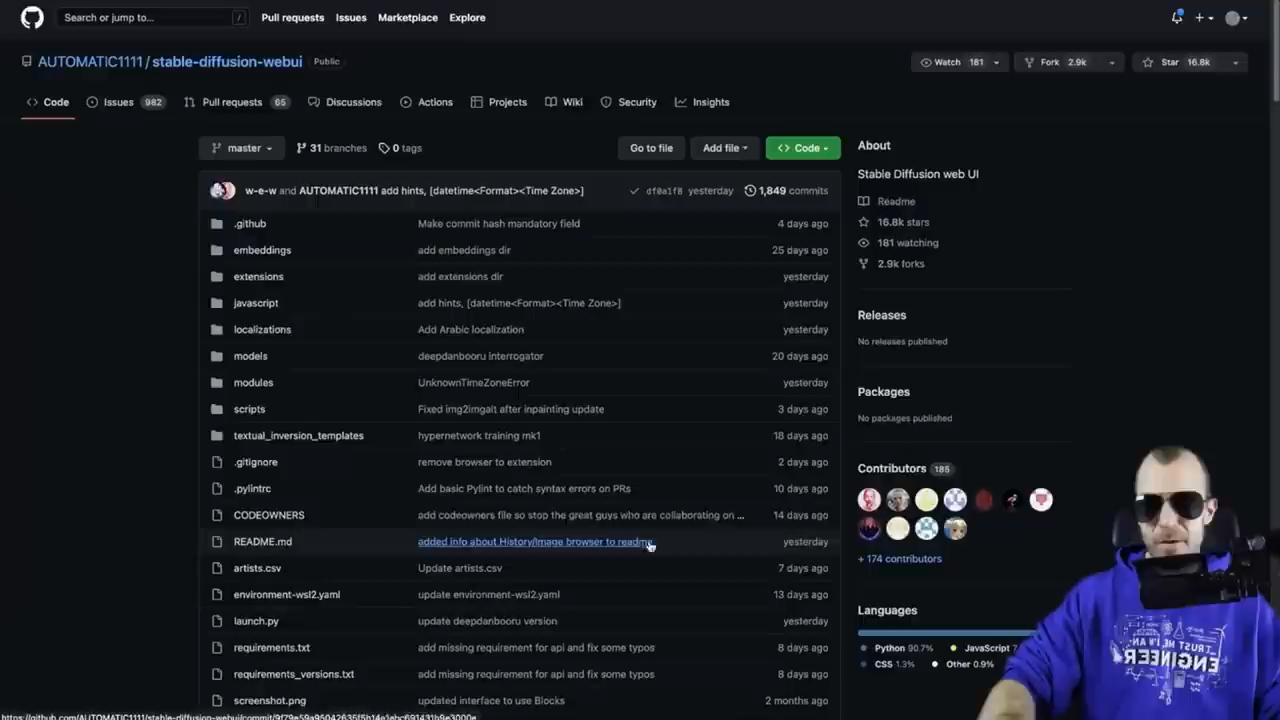 Search or jump to... / Pull requests Issues Marketplace Explore
AUTOMATIC1111 / stable-diffusion-webui Public Watch 181 Fork 2.9k Star 16.8k
Code Issues 982 Pull requests 65 Discussions Actions Projects Wiki Security Insights
master 31 branches 0 tags Go to file Add file Code
w-e-w and AUTOMATIC1111 add hints, [datetime<Format><Time Zone>] df0a1f8 yesterday 1,849 commits
.github Make commit hash mandatory field 4 days ago
embeddings add embeddings dir 25 days ago
extensions add extensions dir yesterday
javascript add hints, [datetime<Format><Time Zone>] yesterday
localizations Add Arabic localization yesterday
models deepdanbooru interrogator 20 days ago
modules UnknownTimeZoneError yesterday
scripts Fixed img2imgalt after inpainting update 3 days ago
textual_inversion_templates hypernetwork training mk1 18 days ago
.gitignore remove browser to extension 2 days ago
.pylintrc Add basic Pylint to catch syntax errors on PRs 10 days ago
CODEOWNERS add codeowners file so stop the great guys who are collaborating on ... 14 days ago
README.md added info about History/Image browser to readme yesterday
artists.csv Update artists.csv 7 days ago
environment-wsl2.yaml update environment-wsl2.yaml 13 days ago
launch.py update deepdanbooru version yesterday
requirements.txt add missing requirement for api and fix some typos 8 days ago
requirements_versions.txt add missing requirement for api and fix some typos 8 days ago
screenshot.png updated interface to use Blocks 2 months ago
About
Stable Diffusion web UI
Readme
16.8k stars
181 watching
2.9k forks
Releases
No releases published
Packages
No packages published
Contributors 185
+ 174 contributors
Languages
Python 90.7% JavaScript 7
CSS 1.3% Other 0.9%
TRUST ME I'M AN
ENGINEER